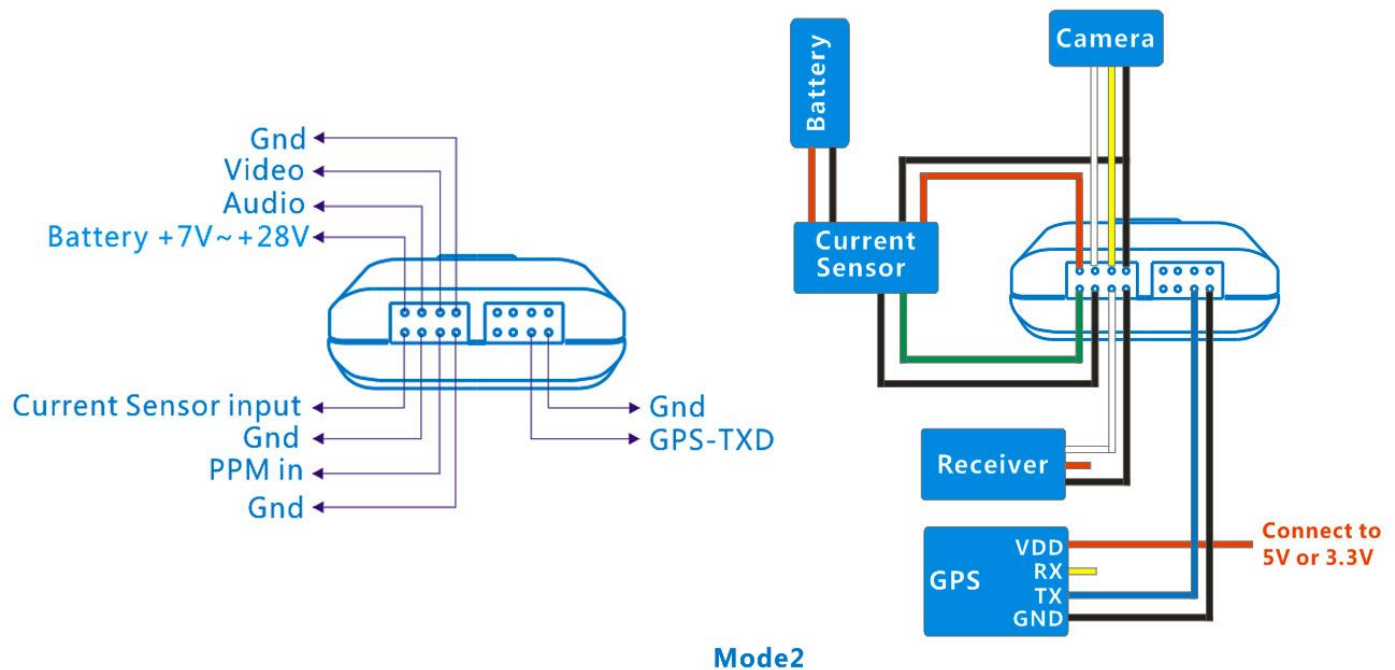 Gnd
Video
Audio
Battery +7V~+28V
Current Sensor input
Gnd
PPM in
Gnd
Gnd
GPS-TXD
Battery
Camera
Current
Sensor
Receiver
GPS
VDD
RX
TX
GND
Connect to
5V or 3.3V
Mode2